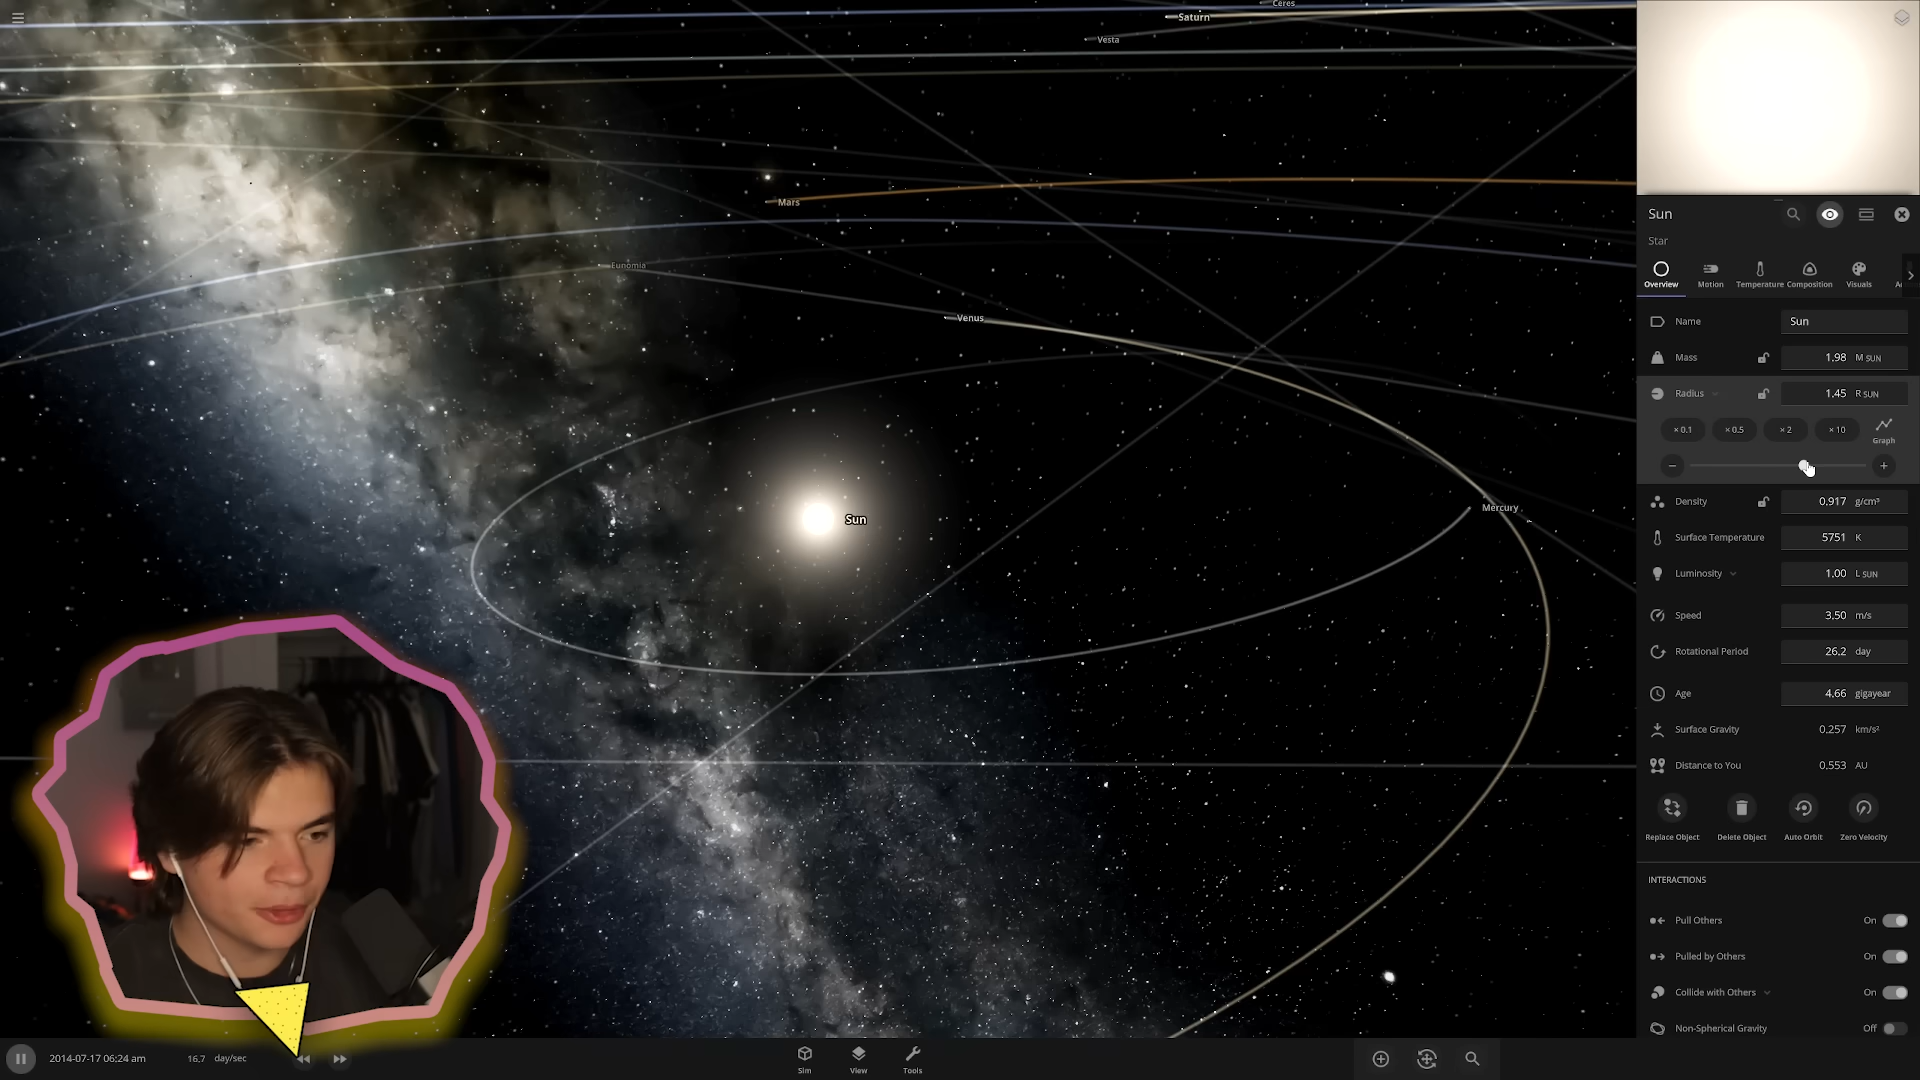 Ceres
Saturn
Vesta
Mars
Eunomia
Venus
Sun
Mercury
Sun
Star
Overview
Motion
Temperature
Composition
Visuals
Name
Sun
Mass
1.98 M SUN
Radius
1.45 R SUN
× 0.1
× 0.5
× 2
× 10
Graph
Density
0.917 g/cm³
Surface Temperature
5751 K
Luminosity
1.00 L SUN
Speed
3.50 m/s
Rotational Period
26.2 day
Age
4.66 gigayear
Surface Gravity
0.257 km/s²
Distance to You
0.553 AU
Replace Object
Delete Object
Auto Orbit
Zero Velocity
INTERACTIONS
Pull Others
On
Pulled by Others
On
Collide with Others
On
Non-Spherical Gravity
Off
2014-07-17 06:24 am
16.7 day/sec
Sim
View
Tools